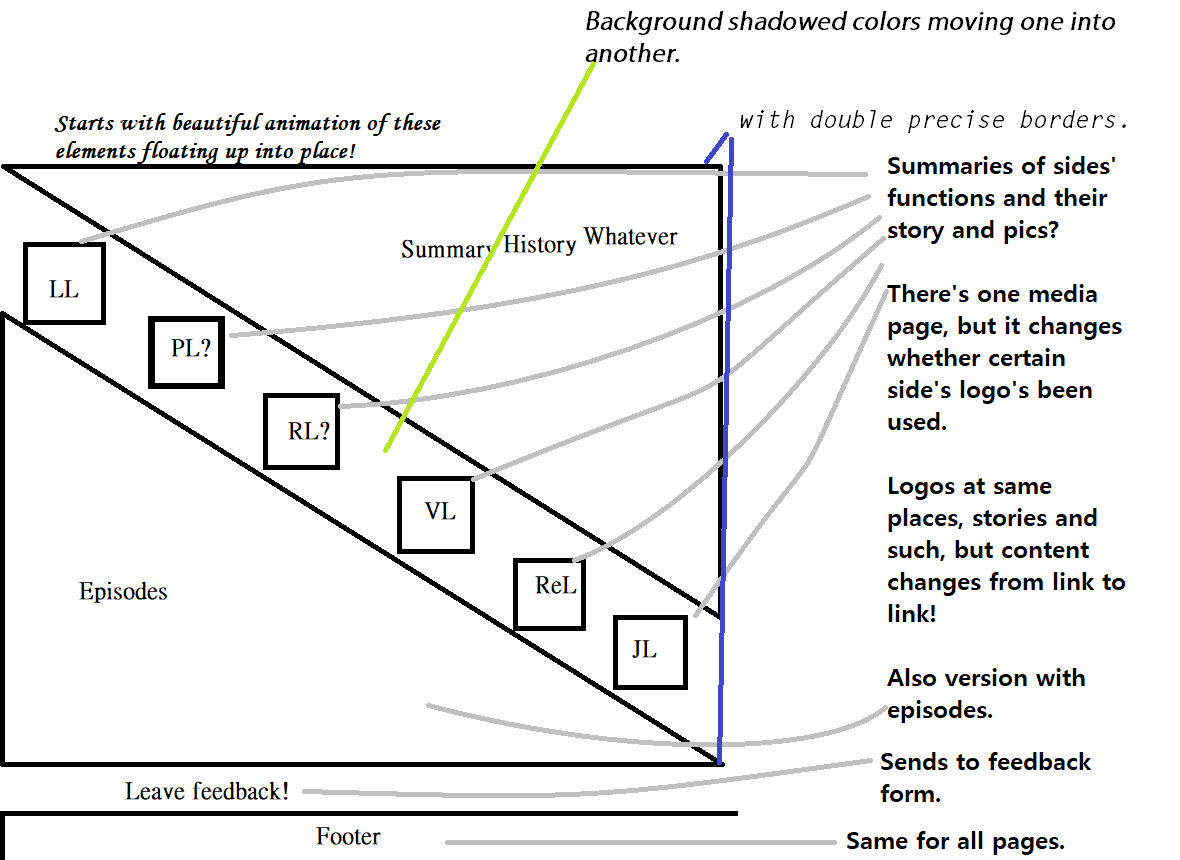 Background shadowed colors moving one into
another.
Starts with beautiful animation of these
elements floating up into place!
with double precise borders.
Summaries of sides'
functions and their
story and pics?
Summary History Whatever
LL
PL?
RL?
VL
ReL
JL
Episodes
There's one media
page, but it changes
whether certain
side's logo's been
used.
Logos at same
places, stories and
such, but content
changes from link to
link!
Also version with
episodes.
Leave feedback!
Sends to feedback
form.
Footer
Same for all pages.